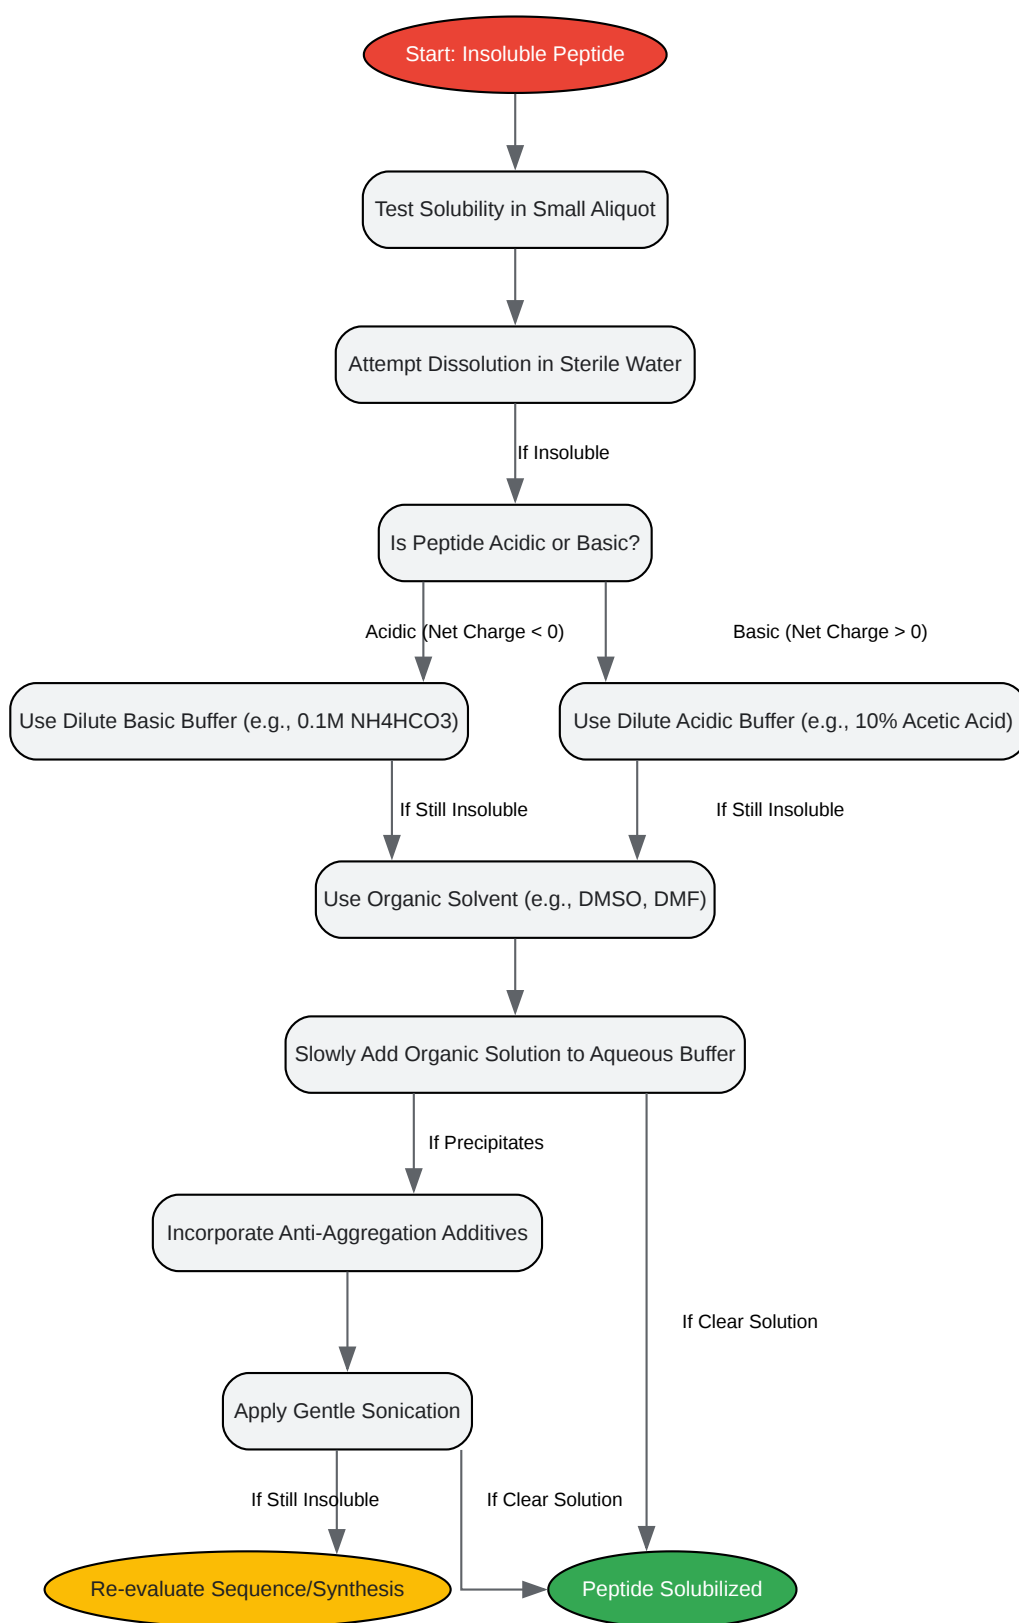 Start: Insoluble Peptide
Test Solubility in Small Aliquot
Attempt Dissolution in Sterile Water
If Insoluble
Is Peptide Acidic or Basic?
Acidic (Net Charge < 0)
Basic (Net Charge > 0)
Use Dilute Basic Buffer (e.g., 0.1M NH4HCO3)
Use Dilute Acidic Buffer (e.g., 10% Acetic Acid)
If Still Insoluble
If Still Insoluble
Use Organic Solvent (e.g., DMSO, DMF)
Slowly Add Organic Solution to Aqueous Buffer
If Precipitates
Incorporate Anti-Aggregation Additives
If Clear Solution
Apply Gentle Sonication
If Still Insoluble
If Clear Solution
Re-evaluate Sequence/Synthesis
Peptide Solubilized